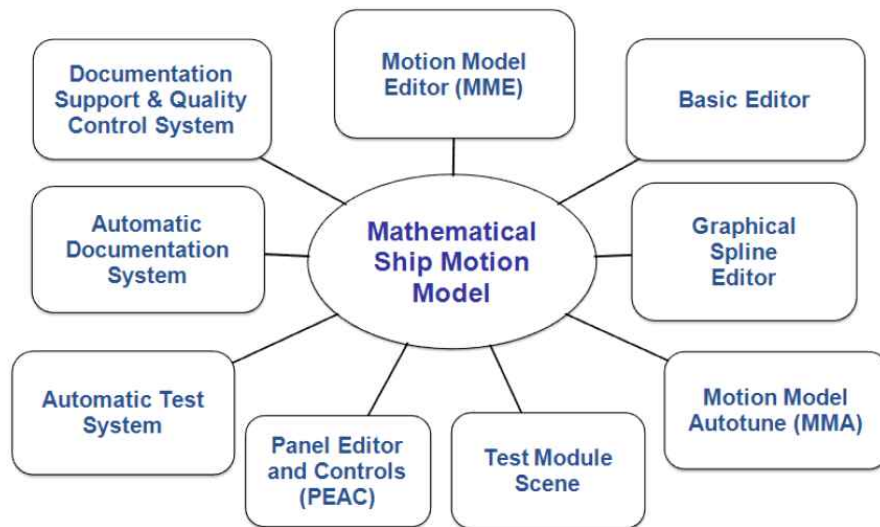 Documentation
Support & Quality
Control System
Motion Model
Editor (MME)
Basic Editor
Automatic
Documentation
System
Mathematical
Ship Motion
Model
Graphical
Spline
Editor
Automatic Test
System
Panel Editor
and Controls
(PEAC)
Test Module
Scene
Motion Model
Autotune (MMA)